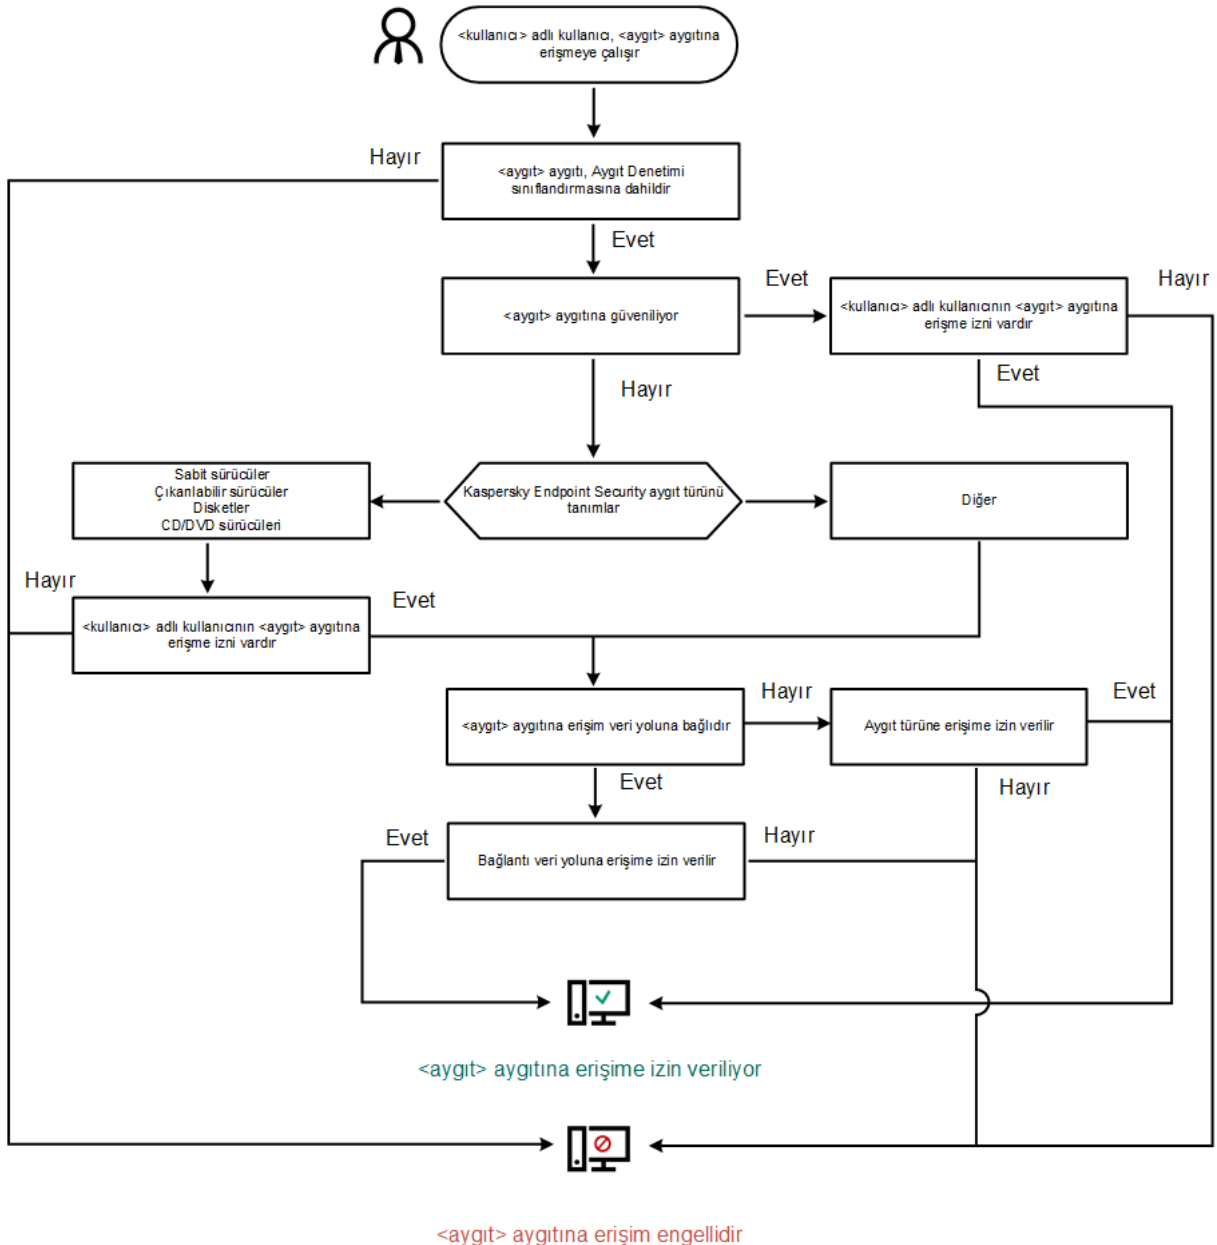 <kullanıcı> adlı kullanıcı, <aygıt> aygıtına
erişmeye çalışır
Hayır
<aygıt> aygıtı, Aygıt Denetimi
sınıflandırmasına dahildir
Evet
Evet
Hayır
<aygıt> aygıtına güveniliyor
<kullanıcı> adlı kullanıcının <aygıt> aygıtına
erişme izni vardır
Evet
Hayır
Sabit sürücüler
Çıkarılabilir sürücüler
Disketler
CD/DVD sürücüleri
Kaspersky Endpoint Security aygıt türünü
tanımlar
Diğer
Hayır
Evet
<kullanıcı> adlı kullanıcının <aygıt> aygıtına
erişme izni vardır
Hayır
Evet
<aygıt> aygıtına erişim veri yoluna bağlıdır
Aygıt türüne erişime izin verilir
Evet
Hayır
Evet
Hayır
Bağlantı veri yoluna erişime izin verilir
<aygıt> aygıtına erişime izin veriliyor
<aygıt> aygıtına erişim engellidir